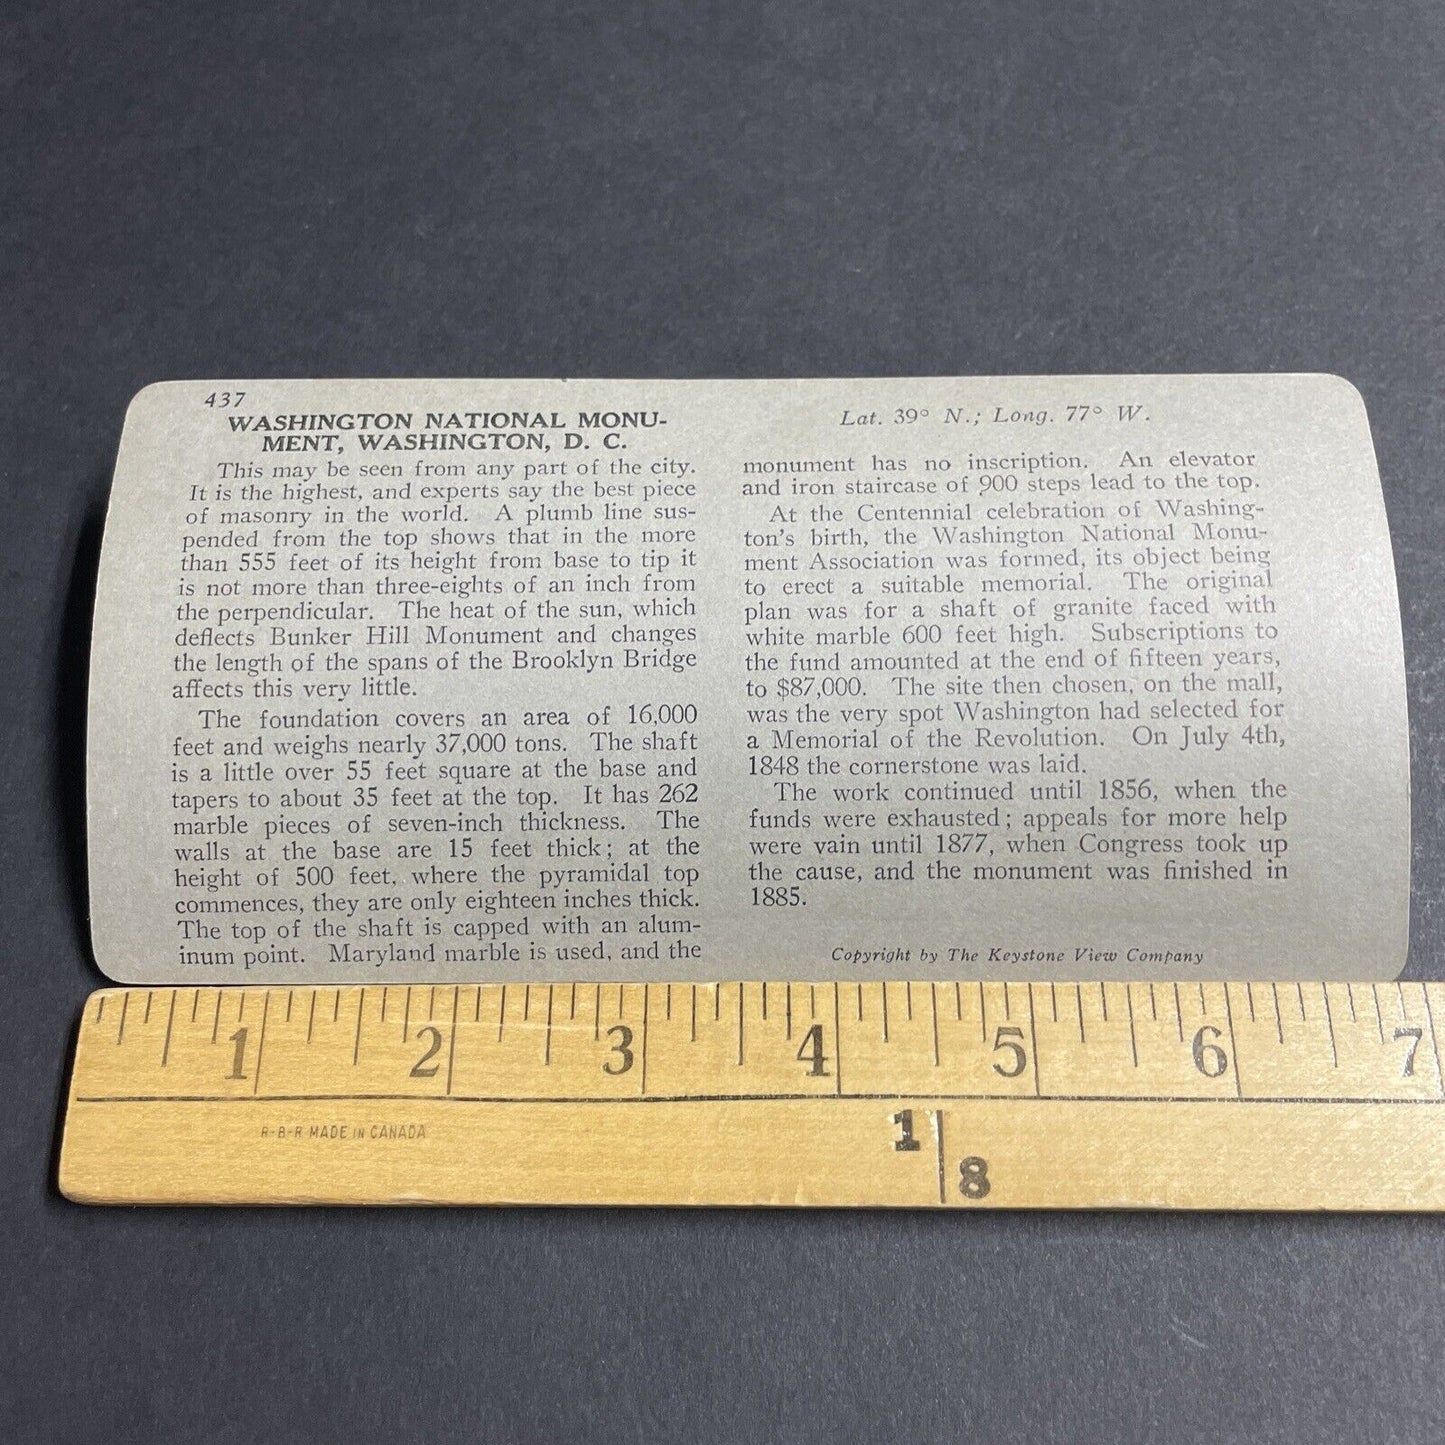 437
WASHINGTON NATIONAL MONU-
MENT, WASHINGTON, D. C.
This may be seen from any part of the city.
It is the highest, and experts say the best piece
of masonry in the world. A plumb line sus-
pended from the top shows that in the more
than 555 feet of its height from base to tip it
is not more than three-eights of an inch from
the perpendicular. The heat of the sun, which
deflects Bunker Hill Monument and changes
the length of the spans of the Brooklyn Bridge
affects this very little.
The foundation covers an area of 16,000
feet and weighs nearly 37,000 tons. The shaft
is a little over 55 feet square at the base and
tapers to about 35 feet at the top. It has 262
marble pieces of seven-inch thickness. The
walls at the base are 15 feet thick; at the
height of 500 feet, where the pyramidal top
commences, they are only eighteen inches thick.
The top of the shaft is capped with an alum-
inum point. Maryland marble is used, and the
Lat. 39° N.; Long. 77° W.
monument has no inscription. An elevator
and iron staircase of 900 steps lead to the top.
At the Centennial celebration of Washing-
ton's birth, the Washington National Monu-
ment Association was formed, its object being
to erect a suitable memorial. The original
plan was for a shaft of granite faced with
white marble 600 feet high. Subscriptions to
the fund amounted at the end of fifteen years,
to $87,000. The site then chosen, on the mall,
was the very spot Washington had selected for
a Memorial of the Revolution. On July 4th,
1848 the cornerstone was laid.
The work continued until 1856, when the
funds were exhausted; appeals for more help
were vain until 1877, when Congress took up
the cause, and the monument was finished in
1885.
Copyright by The Keystone View Company
1 2 3 4 5 6 7
R-B-R MADE IN CANADA
1
8